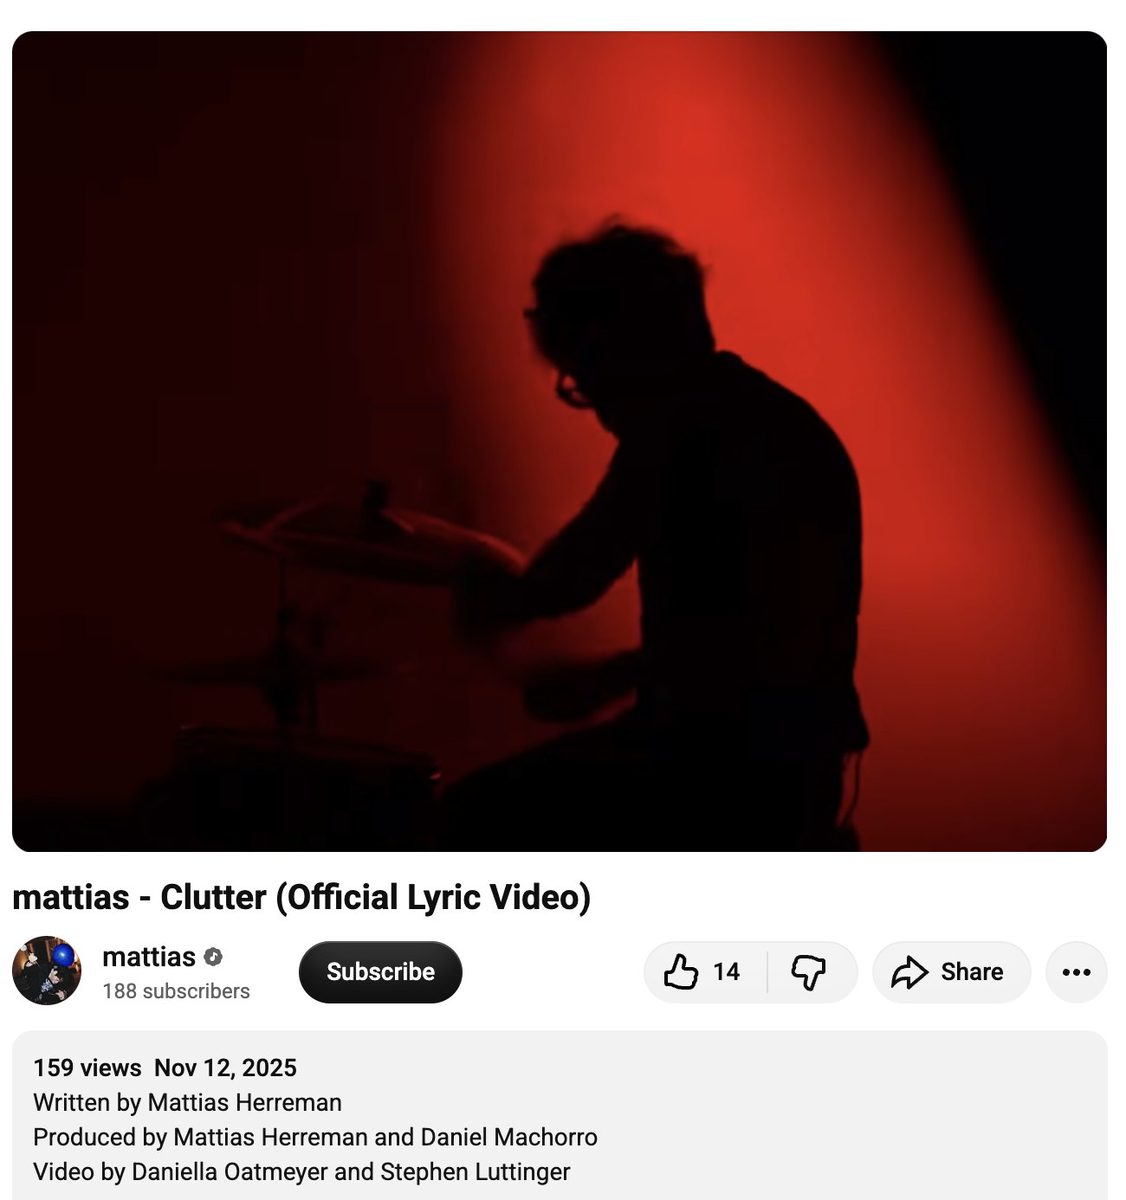 mattias - Clutter (Official Lyric Video)
mattias
188 subscribers
Subscribe
14
Share
159 views Nov 12, 2025
Written by Mattias Herreman
Produced by Mattias Herreman and Daniel Machorro
Video by Daniella Oatmeyer and Stephen Luttinger